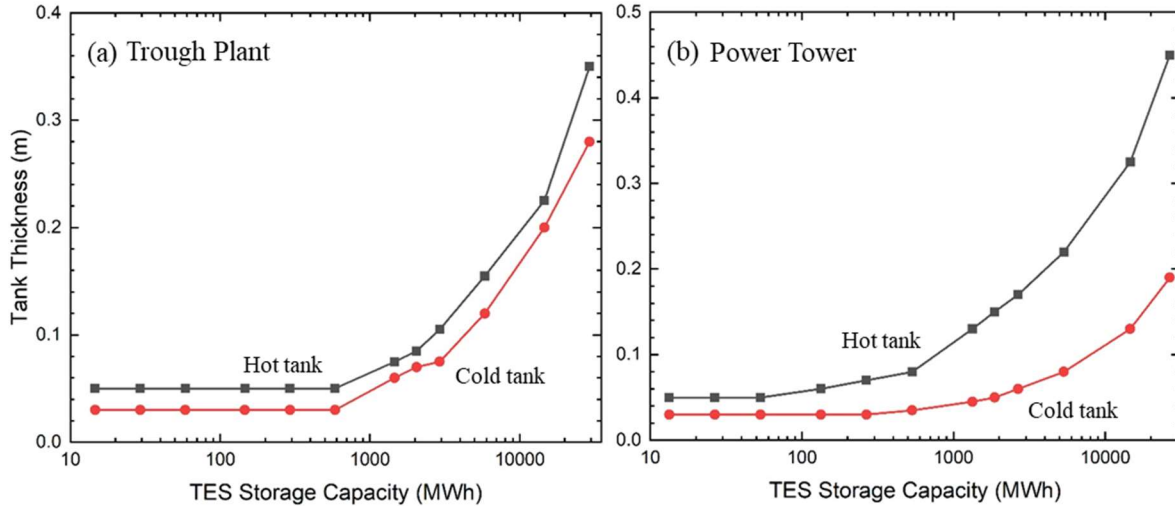 (a) Trough Plant
Tank Thickness (m)
0.4
0.3
0.2
0.1
0.0
Hot tank
Cold tank
10 100 1000 10000
TES Storage Capacity (MWh)
(b) Power Tower
0.5
0.4
0.3
0.2
0.1
0.0
Hot tank
Cold tank
10 100 1000 10000
TES Storage Capacity (MWh)